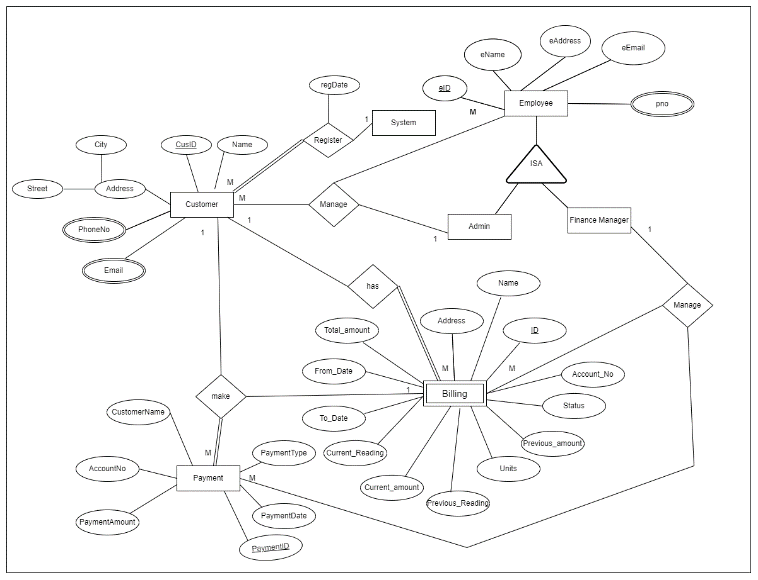 eAddress
eEmail
eName
regDate
eID
Employee
pno
M
System
1
City
CusID
Name
Register
ISA
Street
Address
M
M
Customer
Manage
1
Admin
Finance Manager
PhoneNo
1
1
1
Email
has
Name
Manage
Total_amount
Address
ID
From_Date
M
M
Account_No
make
1
Billing
CustomerName
To_Date
Status
Current_Reading
Previous_amount
M
PaymentType
AccountNo
Payment
M
Units
Current_amount
Previous_Reading
PaymentAmount
PaymentDate
PaymentID